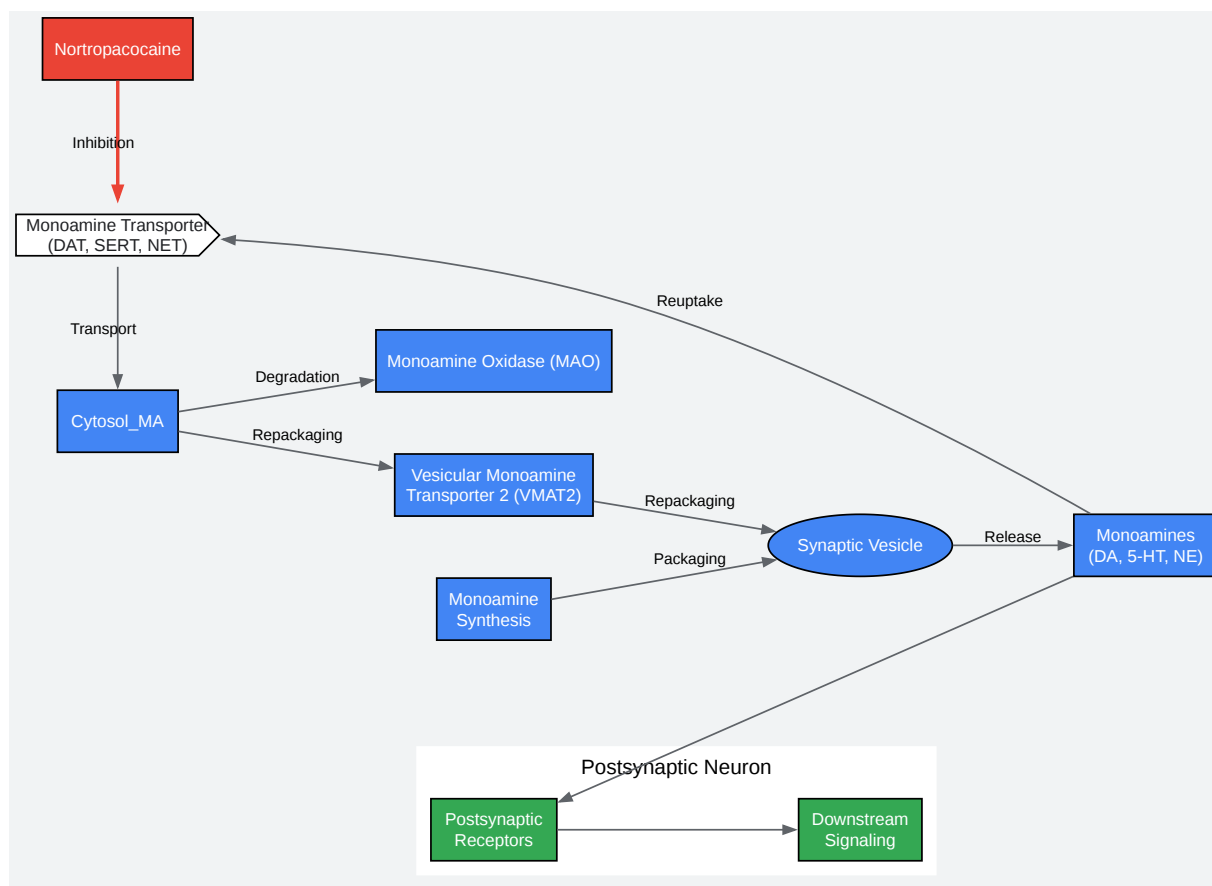 Nortropacocaine
Inhibition
Monoamine Transporter
(DAT, SERT, NET)
Reuptake
Transport
Monoamine Oxidase (MAO)
Degradation
Cytosol_MA
Repackaging
Vesicular Monoamine
Transporter 2 (VMAT2)
Repackaging
Synaptic Vesicle
Release
Monoamines
(DA, 5-HT, NE)
Packaging
Monoamine
Synthesis
Postsynaptic Neuron
Postsynaptic
Receptors
Downstream
Signaling